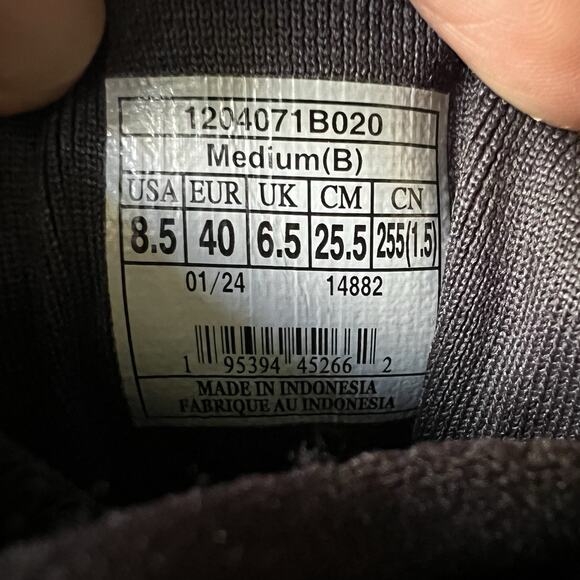 1204071B020
Medium(B)
USA EUR UK CM CN
8.5 40 6.5 25.5 255(1.5)
01/24 14882
1 95394 45266 2
MADE IN INDONESIA
FABRIQUE AU INDONESIA